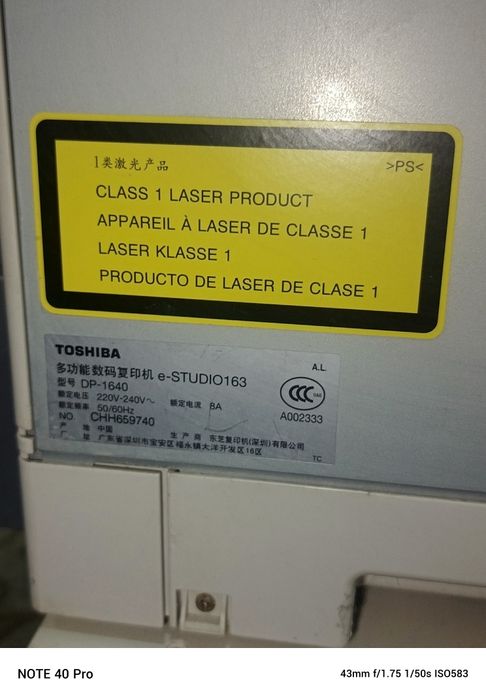 1类激光产品 >PS<
CLASS 1 LASER PRODUCT
APPAREIL À LASER DE CLASSE 1
LASER KLASSE 1
PRODUCTO DE LASER DE CLASE 1
TOSHIBA A.L
多功能数码复印机 e-STUDIO163
型号 DP-1640
额定电压 220V-240V~ 额定电流 8A
额定频率 50/60Hz
CCC
A002333
NO. CHH659740
产 地 中国 生 产 商 东芝复印机(深圳)有限公司
厂 址 广东省深圳市宝安区福永镇大洋开发区16区
TC
NOTE 40 Pro 43mm f/1.75 1/50s ISO583